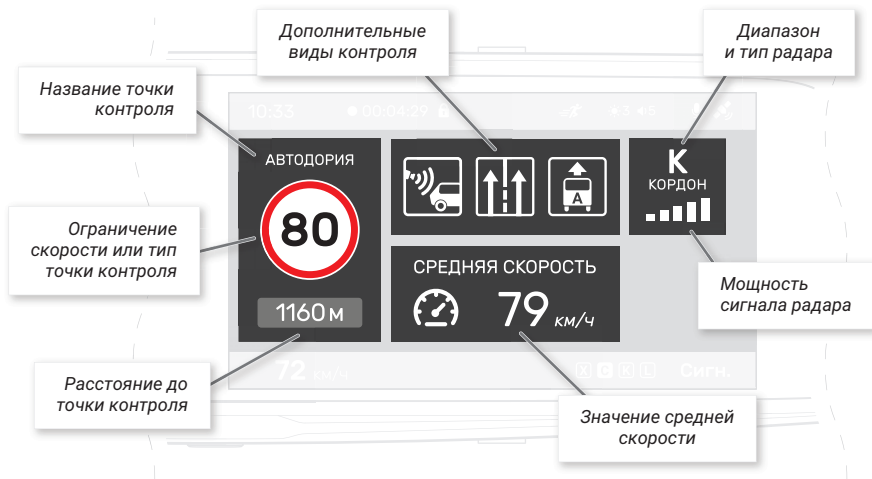 Дополнительные
виды контроля
Диапазон
и тип радара
Название точки
контроля
10:33
00:04:29
3
5
АВТОДОРИЯ
80
1160 м
A
К
КОРДОН
Ограничение
скорости или тип
точки контроля
СРЕДНЯЯ СКОРОСТЬ
79 км/ч
Мощность
сигнала радара
72 км/ч
X C K L Сигн.
Расстояние до
точки контроля
Значение средней
скорости